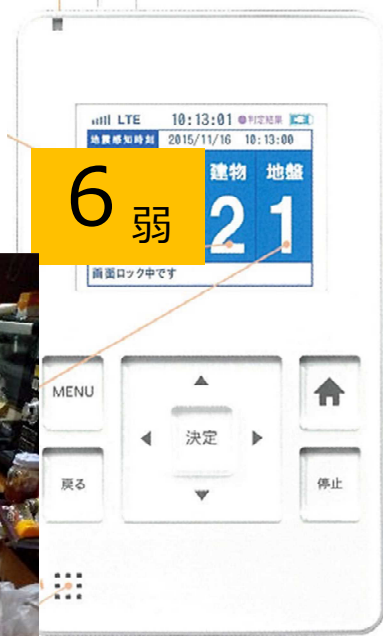 LTE 10:13:01 判定結果
地震感知時刻 2015/11/16 10:13:00
建物 地盤
6弱 2 1
画面ロック中です
MENU
決定
戻る 停止